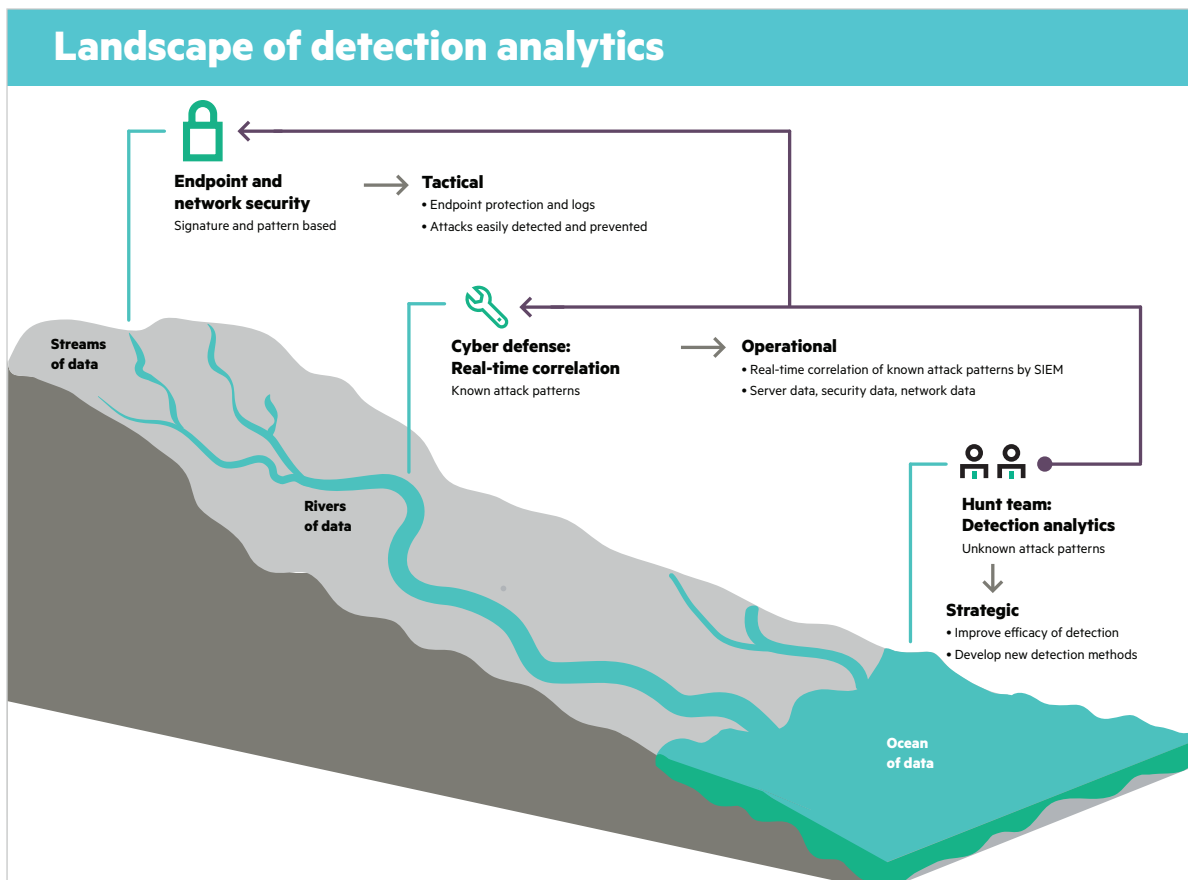 Landscape of detection analytics
Endpoint and
network security
Signature and pattern based
Tactical
• Endpoint protection and logs
• Attacks easily detected and prevented
Streams
of data
Cyber defense:
Real-time correlation
Known attack patterns
Operational
• Real-time correlation of known attack patterns by SIEM
• Server data, security data, network data
Rivers
of data
Hunt team:
Detection analytics
Unknown attack patterns
Strategic
• Improve efficacy of detection
• Develop new detection methods
Ocean
of data